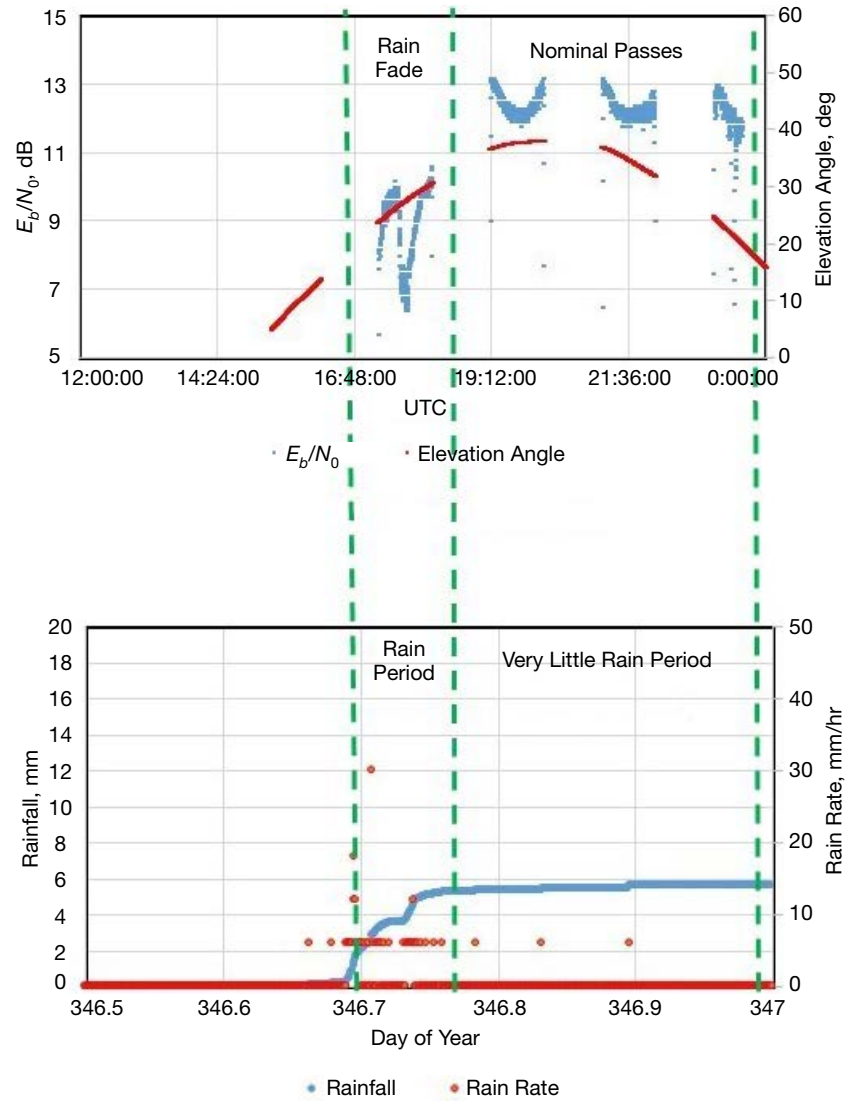 15
13
11
9
7
5
E_b/N_0, dB
Rain
Fade
Nominal Passes
60
50
40
30
20
10
0
Elevation Angle, deg
12:00:00 14:24:00 16:48:00 19:12:00 21:36:00 0:00:00
UTC
E_b/N_0 Elevation Angle
20
18
16
14
12
10
8
6
4
2
0
Rainfall, mm
Rain
Period
Very Little Rain Period
50
40
30
20
10
0
Rain Rate, mm/hr
346.5 346.6 346.7 346.8 346.9 347
Day of Year
Rainfall Rain Rate